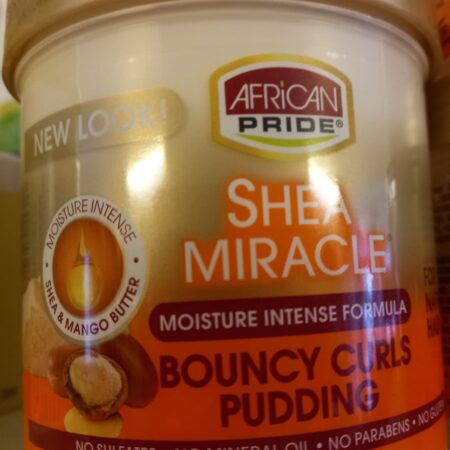 NEW LOOK!
AFRICAN
PRIDE®
SHEA
MIRACLE
MOISTURE INTENSE
SHEA & MANGO BUTTER
MOISTURE INTENSE FORMULA
BOUNCY CURLS
PUDDING
NO MINERAL OIL • NO PARABENS •